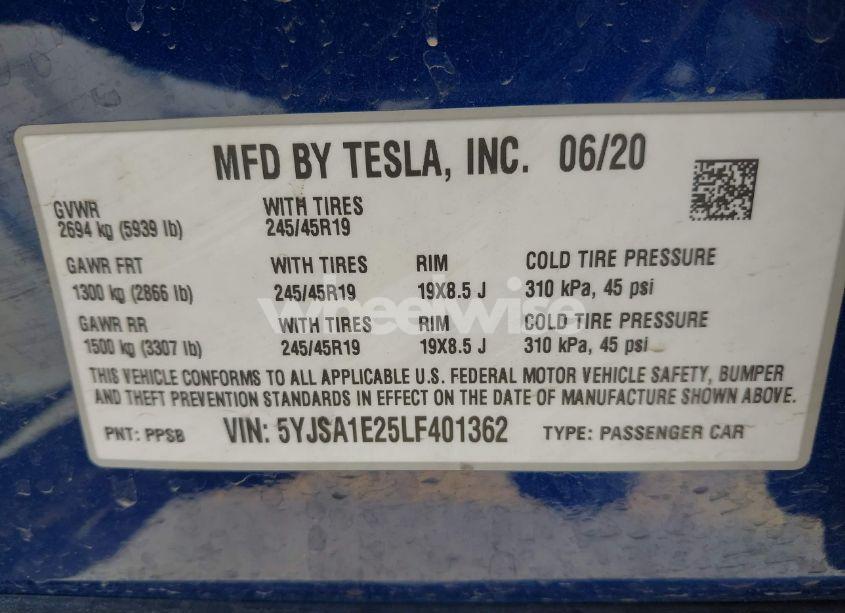 MFD BY TESLA, INC. 06/20
GVWR WITH TIRES
2694 kg (5939 lb) 245/45R19
GAWR FRT WITH TIRES RIM COLD TIRE PRESSURE
1300 kg (2866 lb) 245/45R19 19X8.5 J 310 kPa, 45 psi
wheelwise
GAWR RR WITH TIRES RIM COLD TIRE PRESSURE
1500 kg (3307 lb) 245/45R19 19X8.5 J 310 kPa, 45 psi
THIS VEHICLE CONFORMS TO ALL APPLICABLE U.S. FEDERAL MOTOR VEHICLE SAFETY, BUMPER
AND THEFT PREVENTION STANDARDS IN EFFECT ON THE DATE OF MANUFACTURE SHOWN ABOVE.
PNT: PPSB VIN: 5YJSA1E25LF401362 TYPE: PASSENGER CAR